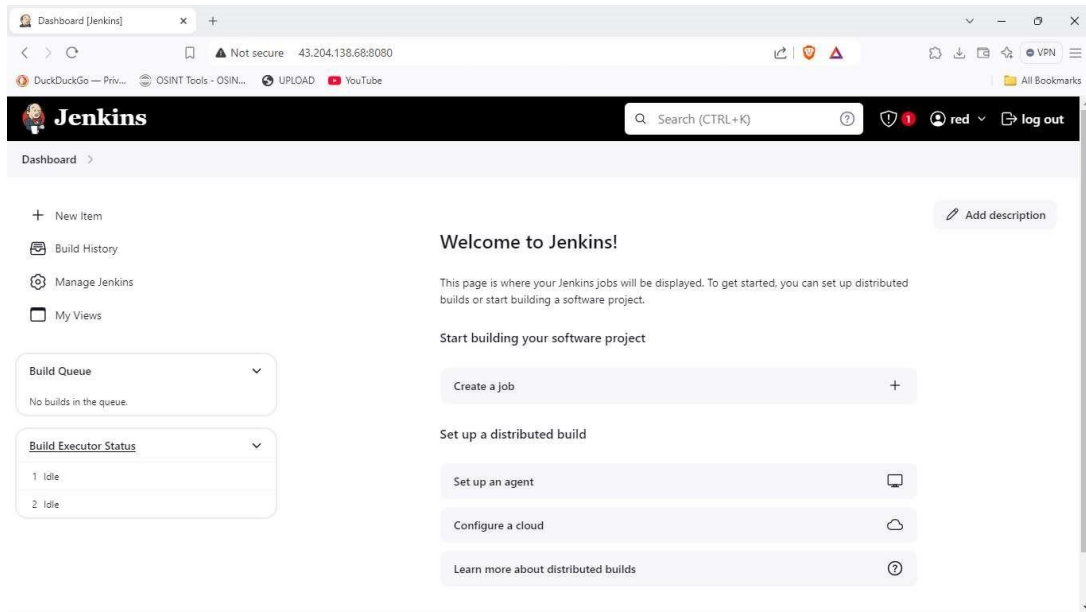 Dashboard [Jenkins]
Not secure 43.204.138.68:8080
VPN
DuckDuckGo — Priv... OSINT Tools - OSIN... UPLOAD YouTube
All Bookmarks
Jenkins
Search (CTRL+K)
1
red
log out
Dashboard
New Item
Build History
Manage Jenkins
My Views
Build Queue
No builds in the queue.
Build Executor Status
1 Idle
2 Idle
Add description
Welcome to Jenkins!
This page is where your Jenkins jobs will be displayed. To get started, you can set up distributed
builds or start building a software project.
Start building your software project
Create a job
Set up a distributed build
Set up an agent
Configure a cloud
Learn more about distributed builds